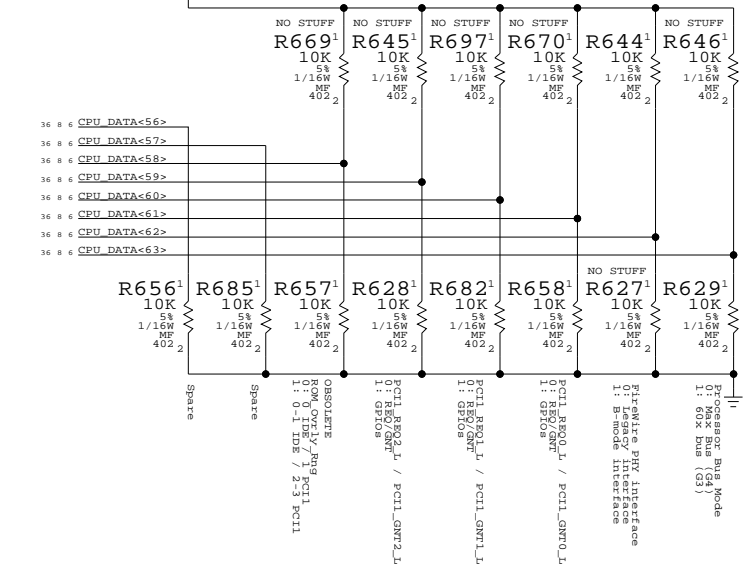 NO STUFF NO STUFF NO STUFF NO STUFF NO STUFF
R669 1 R645 1 R697 1 R670 1 R644 1 R646 1
10K 10K 10K 10K 10K 10K
5% 5% 5% 5% 5% 5%
1/16W 1/16W 1/16W 1/16W 1/16W 1/16W
MF MF MF MF MF MF
402 2 402 2 402 2 402 2 402 2 402 2
36 8 6 CPU_DATA<56>
36 8 6 CPU_DATA<57>
36 8 6 CPU_DATA<58>
36 8 6 CPU_DATA<59>
36 8 6 CPU_DATA<60>
36 8 6 CPU_DATA<61>
36 8 6 CPU_DATA<62>
36 8 6 CPU_DATA<63>
NO STUFF
R656 1 R685 1 R657 1 R628 1 R682 1 R658 1 R627 1 R629 1
10K 10K 10K 10K 10K 10K 10K 10K
5% 5% 5% 5% 5% 5% 5% 5%
1/16W 1/16W 1/16W 1/16W 1/16W 1/16W 1/16W 1/16W
MF MF MF MF MF MF MF MF
402 2 402 2 402 2 402 2 402 2 402 2 402 2 402 2
Spare
Spare
OBSOLETE
ROM_Ovrly_Rng
0: 0 IDE / 1 PCI1
1: 0-1 IDE / 2-3 PCI1
PCI1_REQ2_L / PCI1_GNT2_L
0: REQ/GNT
1: GPIOs
PCI1_REQ1_L / PCI1_GNT1_L
0: REQ/GNT
1: GPIOs
PCI1_REQ0_L / PCI1_GNT0_L
0: REQ/GNT
1: GPIOs
FireWire PHY interface
0: Legacy interface
1: B-mode interface
Processor Bus Mode
0: Max Bus (G4)
1: 60x bus (G3)